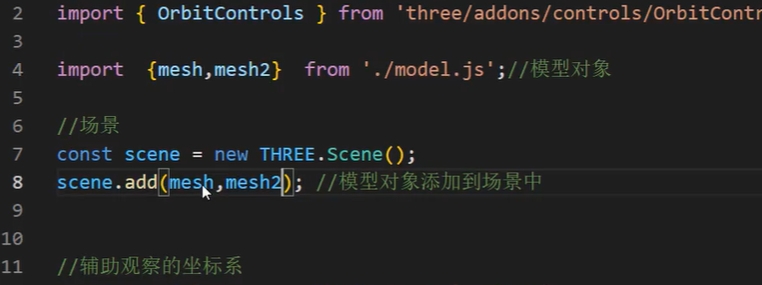 2 import { OrbitControls } from 'three/addons/controls/OrbitContr
3
4 import {mesh,mesh2} from './model.js';//模型对象
5
6 //场景
7 const scene = new THREE.Scene();
8 scene.add(mesh,mesh2); //模型对象添加到场景中
9
10
11 //辅助观察的坐标系